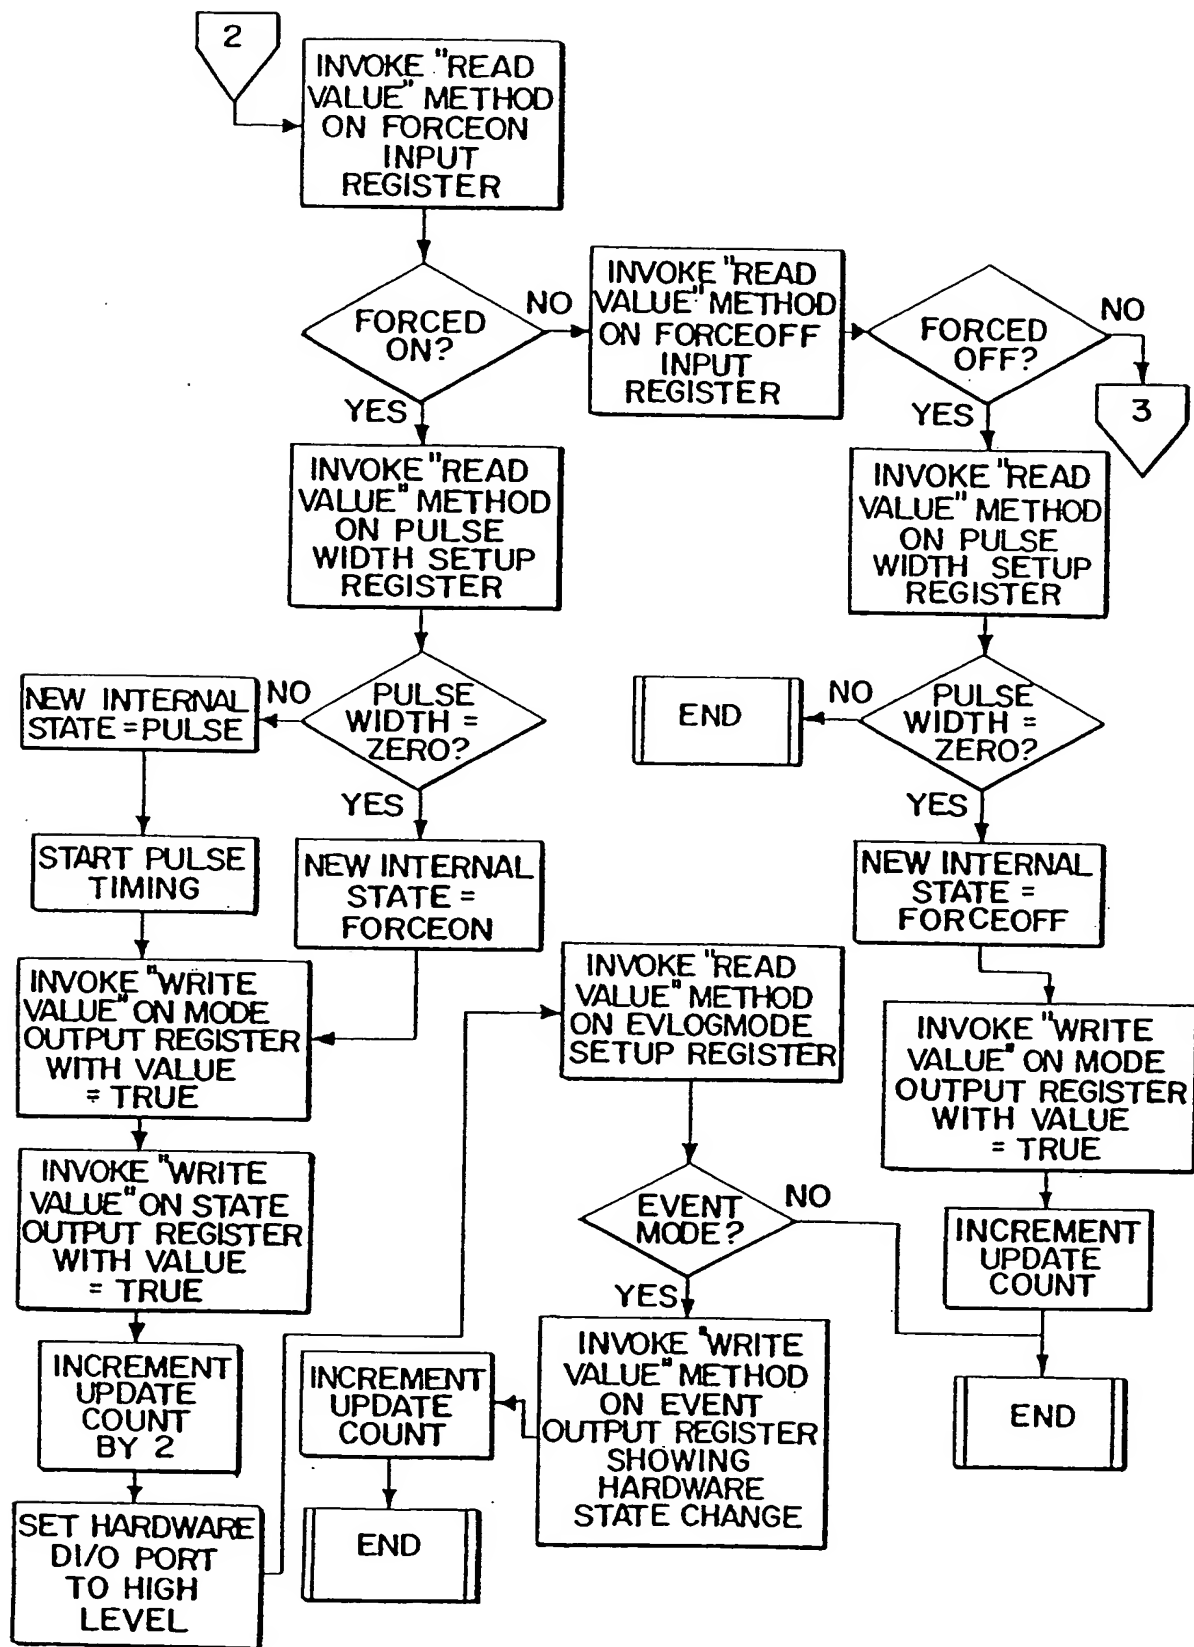 2
INVOKE "READ
VALUE" METHOD
ON FORCEON
INPUT
REGISTER
FORCED
ON?
NO
INVOKE "READ
VALUE" METHOD
ON FORCEOFF
INPUT
REGISTER
FORCED
OFF?
NO
3
YES
INVOKE "READ
VALUE" METHOD
ON PULSE
WIDTH SETUP
REGISTER
YES
INVOKE "READ
VALUE" METHOD
ON PULSE
WIDTH SETUP
REGISTER
PULSE
WIDTH =
ZERO?
NO
NEW INTERNAL
STATE = PULSE
START PULSE
TIMING
YES
NEW INTERNAL
STATE =
FORCEON
INVOKE "WRITE
VALUE" ON MODE
OUTPUT REGISTER
WITH VALUE
= TRUE
INVOKE "WRITE
VALUE" ON STATE
OUTPUT REGISTER
WITH VALUE
= TRUE
INCREMENT
UPDATE
COUNT
BY 2
SET HARDWARE
DI/O PORT
TO HIGH
LEVEL
INVOKE "READ
VALUE" METHOD
ON EVLOGMODE
SETUP REGISTER
EVENT
MODE?
NO
YES
INVOKE "WRITE
VALUE" METHOD
ON EVENT
OUTPUT REGISTER
SHOWING
HARDWARE
STATE CHANGE
INCREMENT
UPDATE
COUNT
END
PULSE
WIDTH =
ZERO?
NO
END
YES
NEW INTERNAL
STATE =
FORCEOFF
INVOKE "WRITE
VALUE" ON MODE
OUTPUT REGISTER
WITH VALUE
= TRUE
INCREMENT
UPDATE
COUNT
END